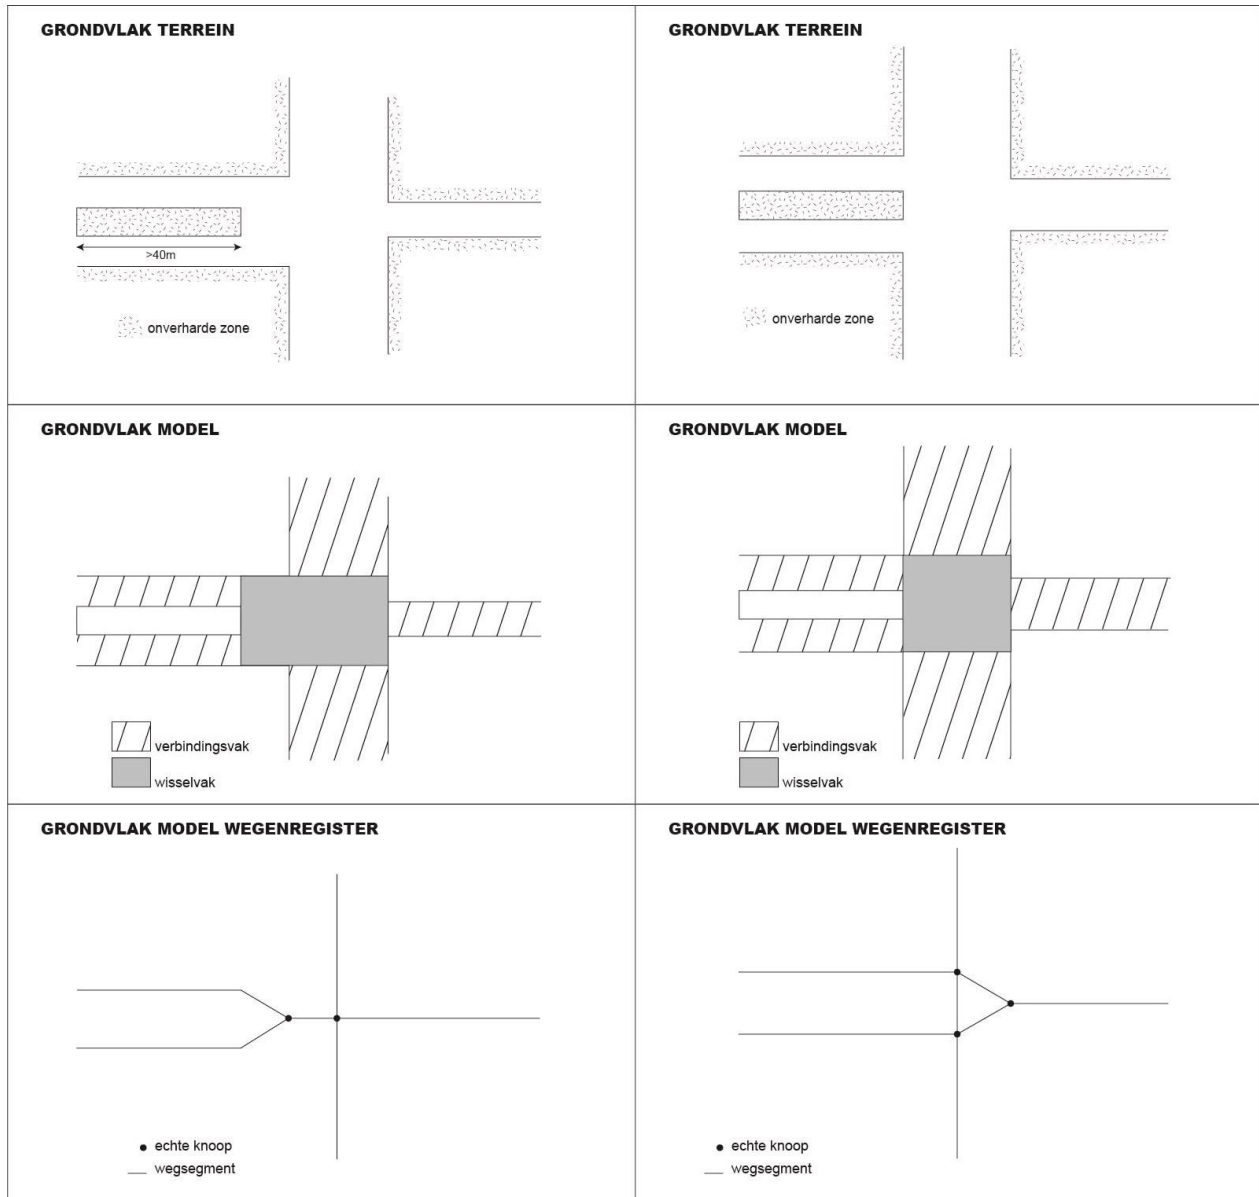 GRONDVLAK TERREIN
>40m
onverharde zone
GRONDVLAK TERREIN
onverharde zone
GRONDVLAK MODEL
verbindingsvak
wisselvak
GRONDVLAK MODEL
verbindingsvak
wisselvak
GRONDVLAK MODEL WEGENREGISTER
echte knoop
wegsegment
GRONDVLAK MODEL WEGENREGISTER
echte knoop
wegsegment